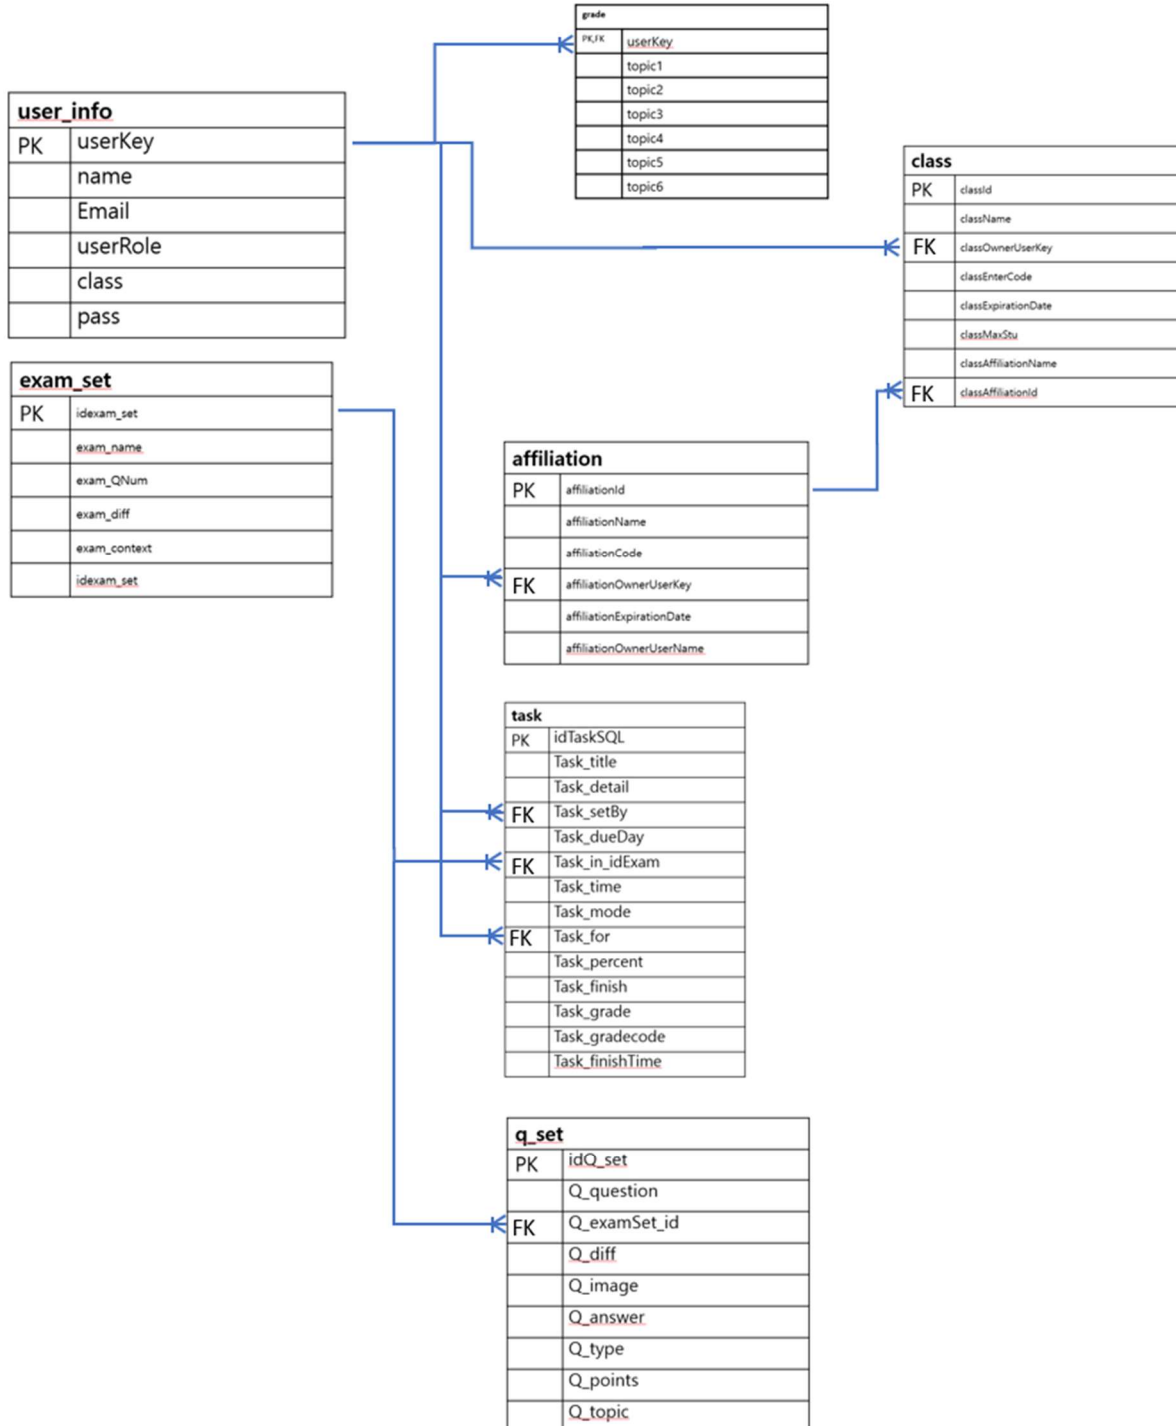 user_info
PK userKey
name
Email
userRole
class
pass
exam_set
PK idexam_set
exam_name
exam_QNum
exam_diff
exam_context
idexam_set
grade
PK,FK userKey
topic1
topic2
topic3
topic4
topic5
topic6
class
PK classId
className
FK classOwnerUserKey
classEnterCode
classExpirationDate
classMaxStu
classAffiliationName
FK classAffiliationId
affiliation
PK affiliationId
affiliationName
affiliationCode
FK affiliationOwnerUserKey
affiliationExpirationDate
affiliationOwnerUserName
task
PK idTaskSQL
Task_title
Task_detail
FK Task_setBy
Task_dueDay
FK Task_in_idExam
Task_time
Task_mode
FK Task_for
Task_percent
Task_finish
Task_grade
Task_gradecode
Task_finishTime
q_set
PK idQ_set
Q_question
FK Q_examSet_id
Q_diff
Q_image
Q_answer
Q_type
Q_points
Q_topic